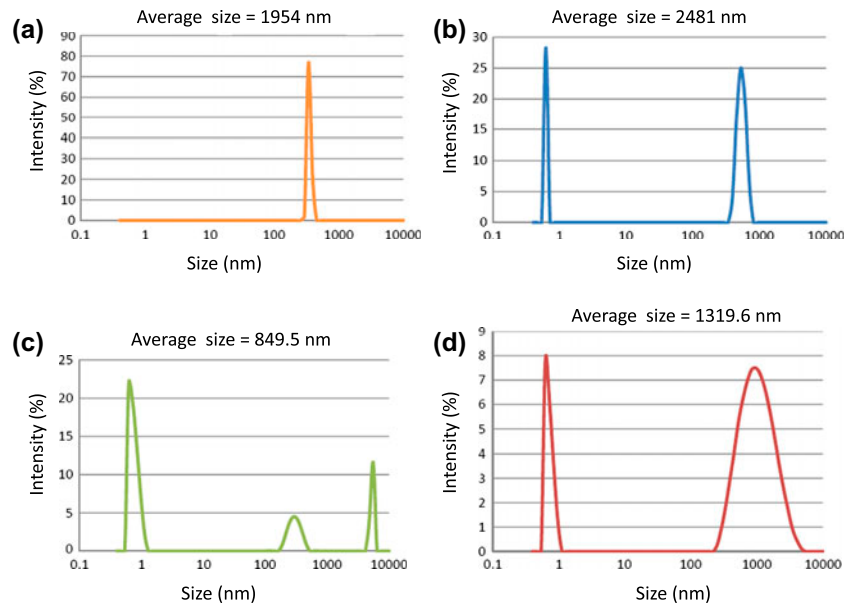 (a)
Average size = 1954 nm
Intensity (%)
90
80
70
60
50
40
30
20
10
0
0.1 1 10 100 1000 10000
Size (nm)
(b)
Average size = 2481 nm
Intensity (%)
30
25
20
15
10
5
0
0.1 1 10 100 1000 10000
Size (nm)
(c)
Average size = 849.5 nm
Intensity (%)
25
20
15
10
5
0
0.1 1 10 100 1000 10000
Size (nm)
(d)
Average size = 1319.6 nm
Intensity (%)
9
8
7
6
5
4
3
2
1
0
0.1 1 10 100 1000 10000
Size (nm)